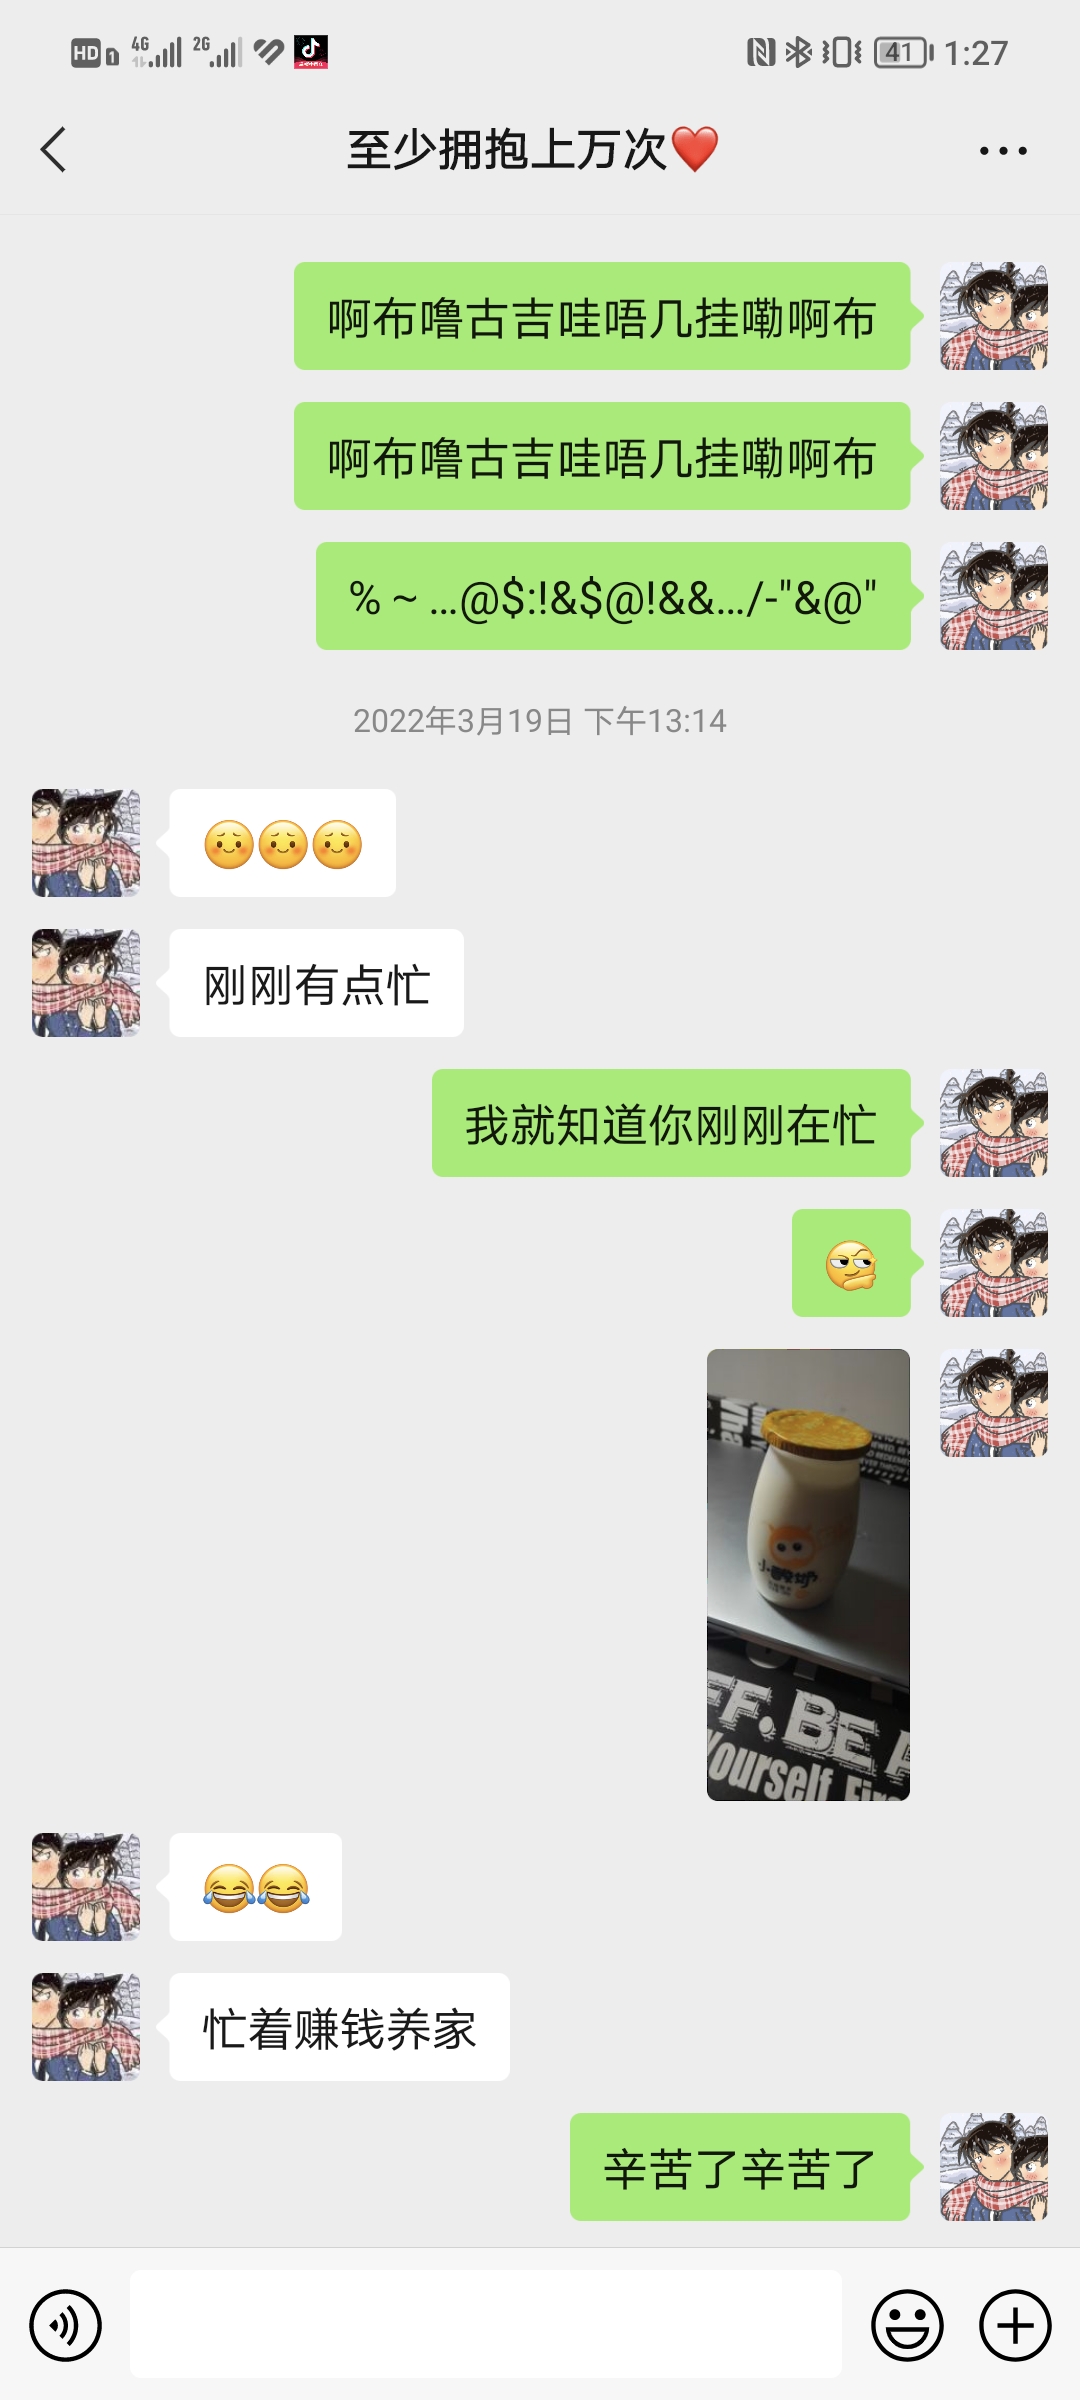 HD 1 4G 2G 41 1:27
至少拥抱上万次❤️
啊布噜古吉哇唔几挂嘞啊布
啊布噜古吉哇唔几挂嘞啊布
%～…@$:!&$@!&&…/-"&@"
2022年3月19日 下午13:14
😊😊😊
刚刚有点忙
我就知道你刚刚在忙
小酸奶
FF.BE
Yourself
😂😂
忙着赚钱养家
辛苦了辛苦了